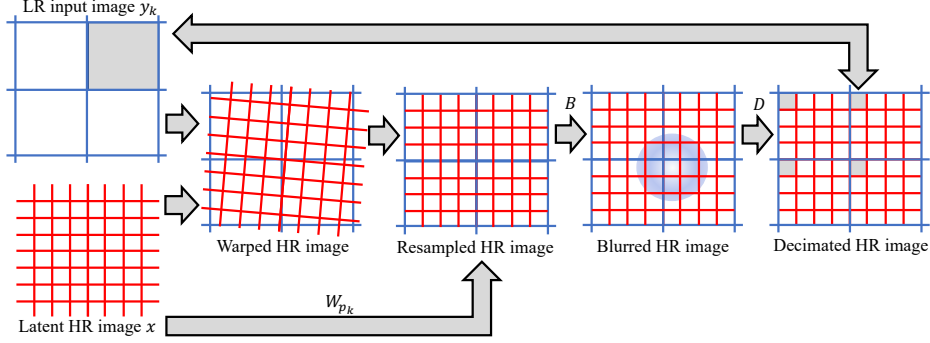 LR input image y_k
B
D
Warped HR image
Resampled HR image
Blurred HR image
Decimated HR image
W_{p_k}
Latent HR image x